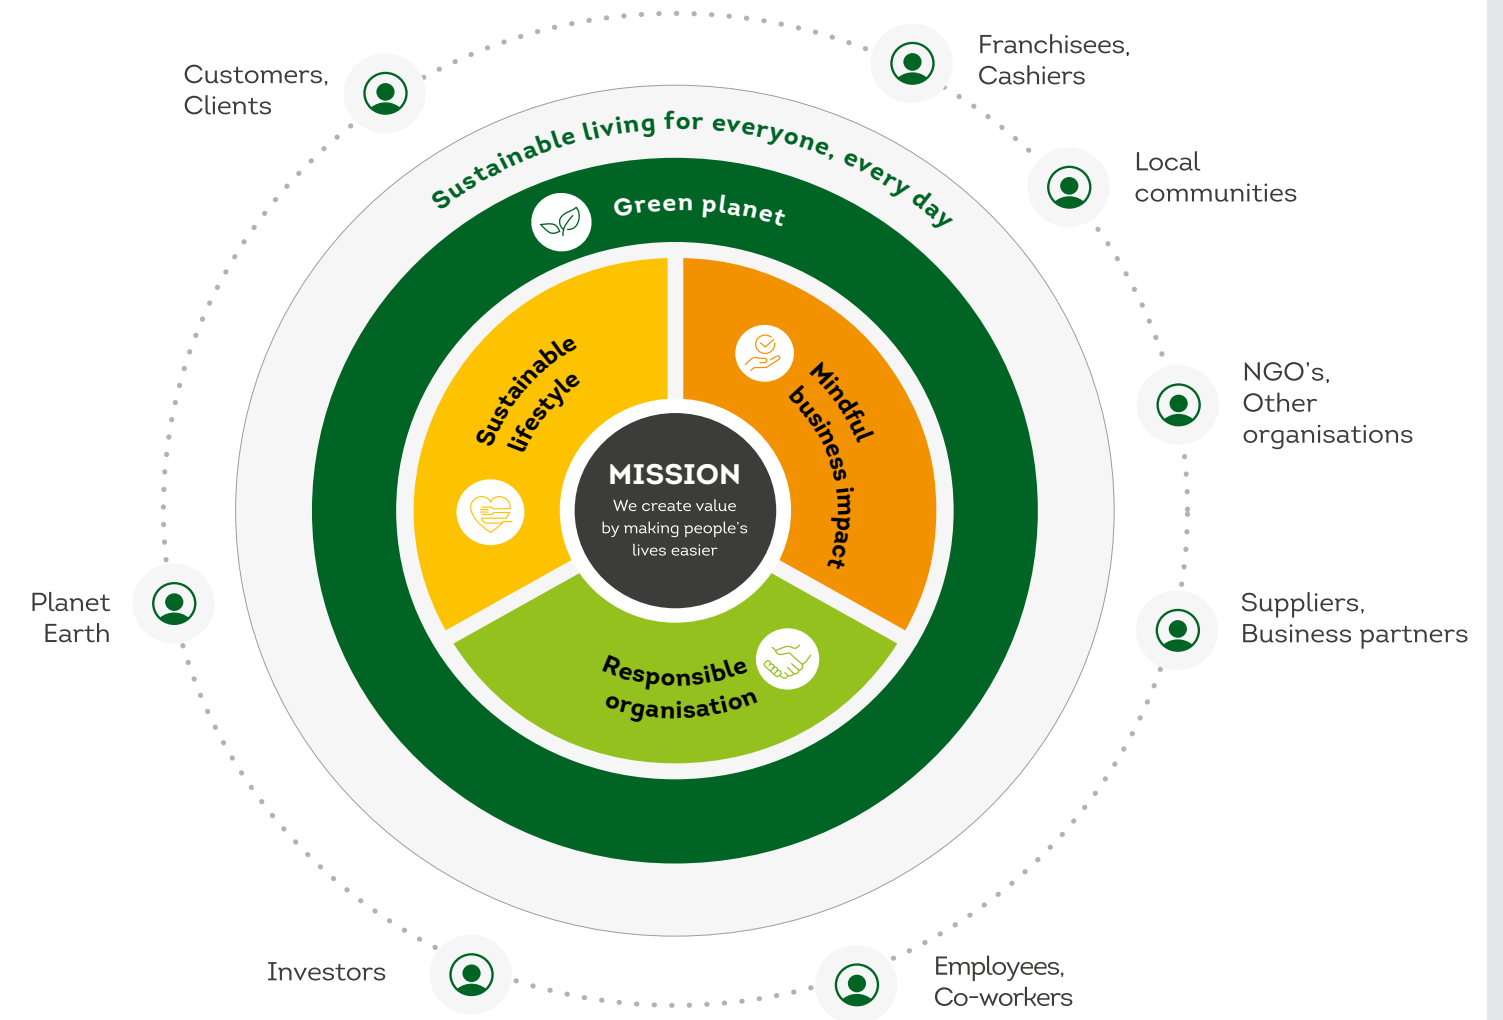 Franchisees,
Cashiers
Customers,
Clients
Sustainable living for everyone, every day
Local
communities
Green planet
Sustainable
lifestyle
Mindful
business impact
NGO's,
Other
organisations
MISSION
We create value
by making people's
lives easier
Planet
Earth
Suppliers,
Business partners
Responsible
organisation
Investors
Employees,
Co-workers